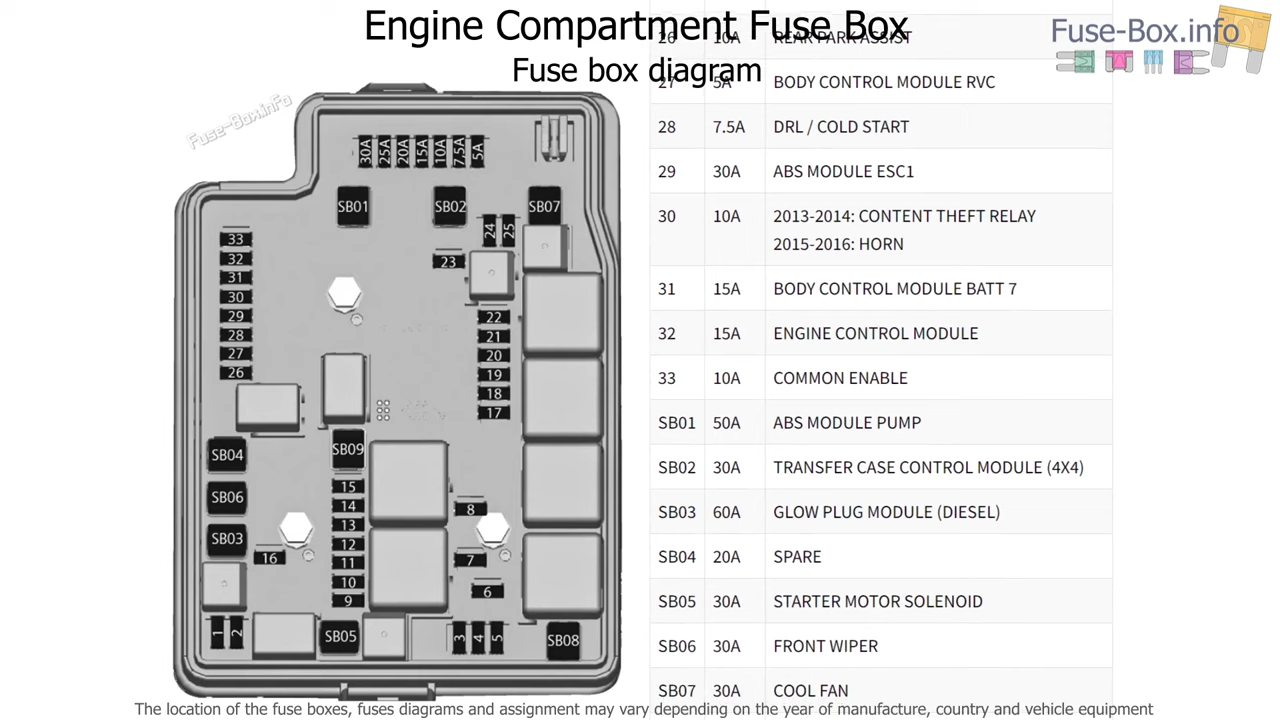 Engine Compartment Fuse Box
Fuse box diagram
Fuse-Box.info
Fuse-Box.info
30A 25A 20A 15A 10A 7.5A 5A
SB01 SB02 SB07
24 25
23
33
32
31
30
29
28
27
26
22
21
20
19
18
17
SB04
SB06
SB03
SB09
15
14
13
12
11
10
9
16
8
7
6
1 2
SB05
3 4 5
SB08
26 10A REAR PARK ASSIST
27 5A BODY CONTROL MODULE RVC
28 7.5A DRL / COLD START
29 30A ABS MODULE ESC1
30 10A 2013-2014: CONTENT THEFT RELAY
2015-2016: HORN
31 15A BODY CONTROL MODULE BATT 7
32 15A ENGINE CONTROL MODULE
33 10A COMMON ENABLE
SB01 50A ABS MODULE PUMP
SB02 30A TRANSFER CASE CONTROL MODULE (4X4)
SB03 60A GLOW PLUG MODULE (DIESEL)
SB04 20A SPARE
SB05 30A STARTER MOTOR SOLENOID
SB06 30A FRONT WIPER
SB07 30A COOL FAN
The location of the fuse boxes, fuses diagrams and assignment may vary depending on the year of manufacture, country and vehicle equipment